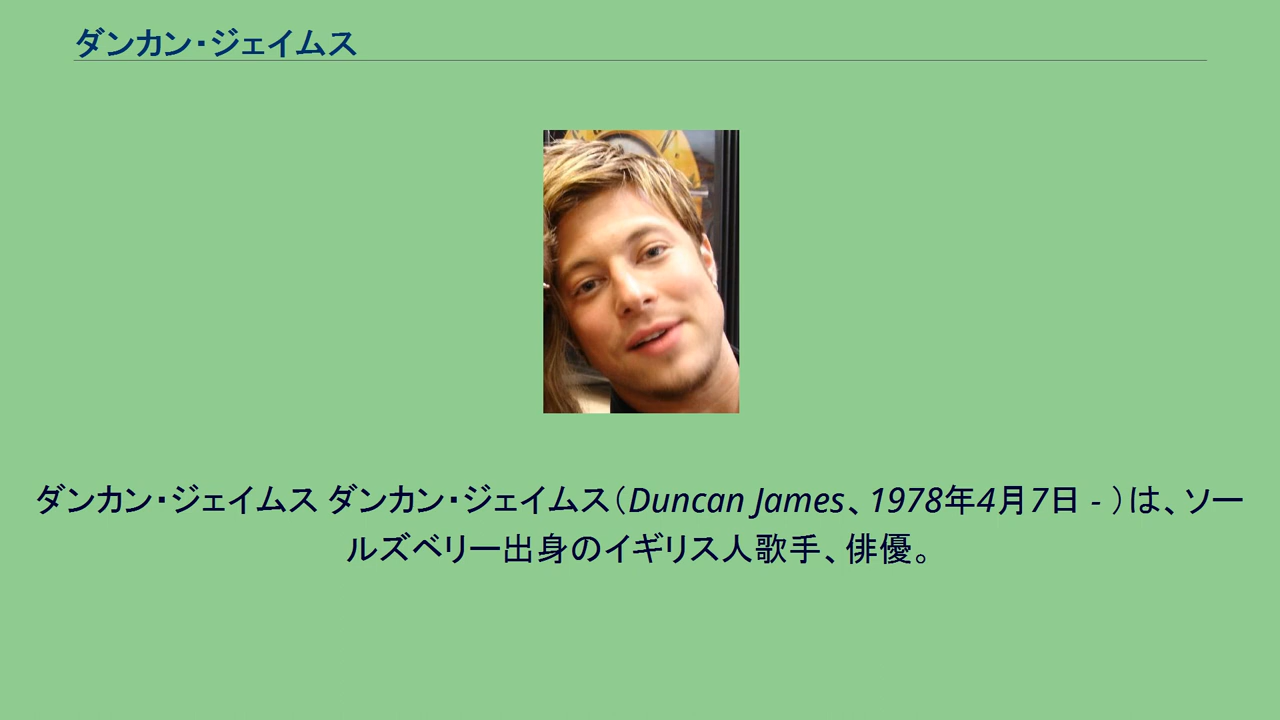 ダンカン・ジェイムス
ダンカン・ジェイムス ダンカン・ジェイムス（Duncan James、1978年4月7日 - ）は、ソー
ルズベリー出身のイギリス人歌手、俳優。